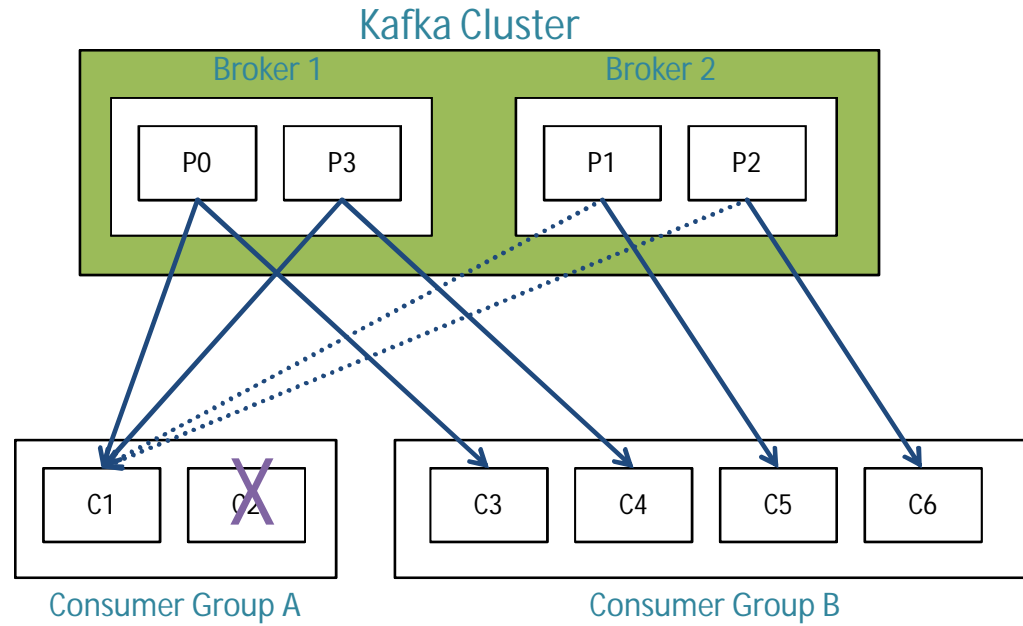 Kafka Cluster
Broker 1 Broker 2
P0 P3 P1 P2
C1 C2 C3 C4 C5 C6
Consumer Group A Consumer Group B